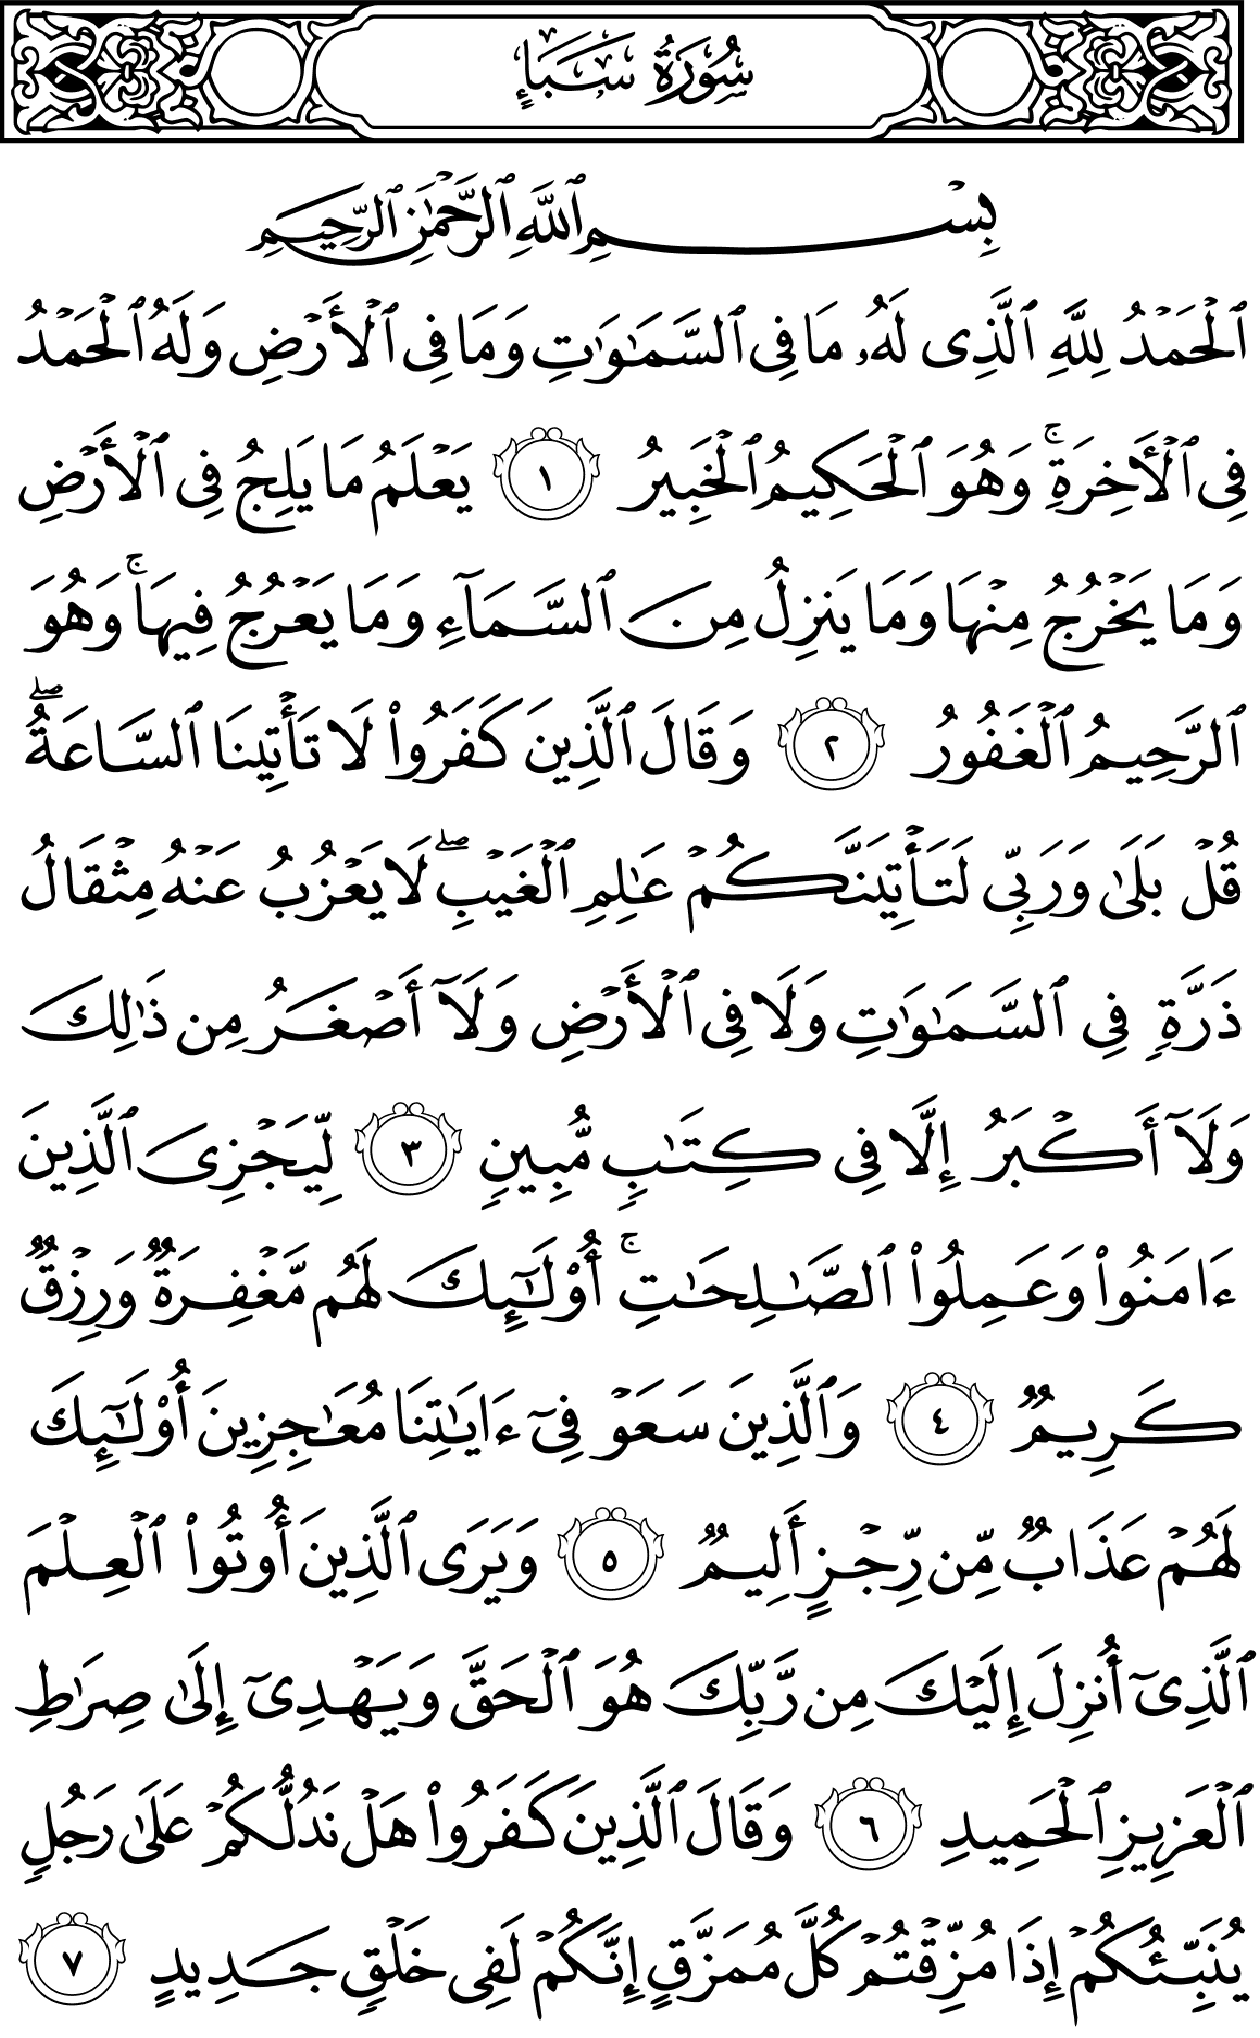 سُورَةُ سَبَإٍ
بِسْمِ ٱللَّهِ ٱلرَّحْمَٰنِ ٱلرَّحِيمِ
ٱلْحَمْدُ لِلَّهِ ٱلَّذِى لَهُۥ مَا فِى ٱلسَّمَٰوَٰتِ وَمَا فِى ٱلْأَرْضِ وَلَهُ ٱلْحَمْدُ
فِى ٱلْأَخِرَةِ ۚ وَهُوَ ٱلْحَكِيمُ ٱلْخَبِيرُ ١ يَعْلَمُ مَا يَلِجُ فِى ٱلْأَرْضِ
وَمَا يَخْرُجُ مِنْهَا وَمَا يَنزِلُ مِنَ ٱلسَّمَآءِ وَمَا يَعْرُجُ فِيهَا ۚ وَهُوَ
ٱلرَّحِيمُ ٱلْغَفُورُ ٢ وَقَالَ ٱلَّذِينَ كَفَرُوا۟ لَا تَأْتِينَا ٱلسَّاعَةُ ۖ
قُلْ بَلَىٰ وَرَبِّى لَتَأْتِيَنَّكُمْ عَٰلِمِ ٱلْغَيْبِ ۖ لَا يَعْزُبُ عَنْهُ مِثْقَالُ
ذَرَّةٍ فِى ٱلسَّمَٰوَٰتِ وَلَا فِى ٱلْأَرْضِ وَلَآ أَصْغَرُ مِن ذَٰلِكَ
وَلَآ أَكْبَرُ إِلَّا فِى كِتَٰبٍ مُّبِينٍ ٣ لِّيَجْزِىَ ٱلَّذِينَ
ءَامَنُوا۟ وَعَمِلُوا۟ ٱلصَّٰلِحَٰتِ ۚ أُو۟لَٰٓئِكَ لَهُم مَّغْفِرَةٌ وَرِزْقٌ
كَرِيمٌ ٤ وَٱلَّذِينَ سَعَوْ فِىٓ ءَايَٰتِنَا مُعَٰجِزِينَ أُو۟لَٰٓئِكَ
لَهُمْ عَذَابٌ مِّن رِّجْزٍ أَلِيمٌ ٥ وَيَرَى ٱلَّذِينَ أُوتُوا۟ ٱلْعِلْمَ
ٱلَّذِىٓ أُنزِلَ إِلَيْكَ مِن رَّبِّكَ هُوَ ٱلْحَقَّ وَيَهْدِىٓ إِلَىٰ صِرَٰطِ
ٱلْعَزِيزِ ٱلْحَمِيدِ ٦ وَقَالَ ٱلَّذِينَ كَفَرُوا۟ هَلْ نَدُلُّكُمْ عَلَىٰ رَجُلٍ
يُنَبِّئُكُمْ إِذَا مُزِّقْتُمْ كُلَّ مُمَزَّقٍ إِنَّكُمْ لَفِى خَلْقٍ جَدِيدٍ ٧